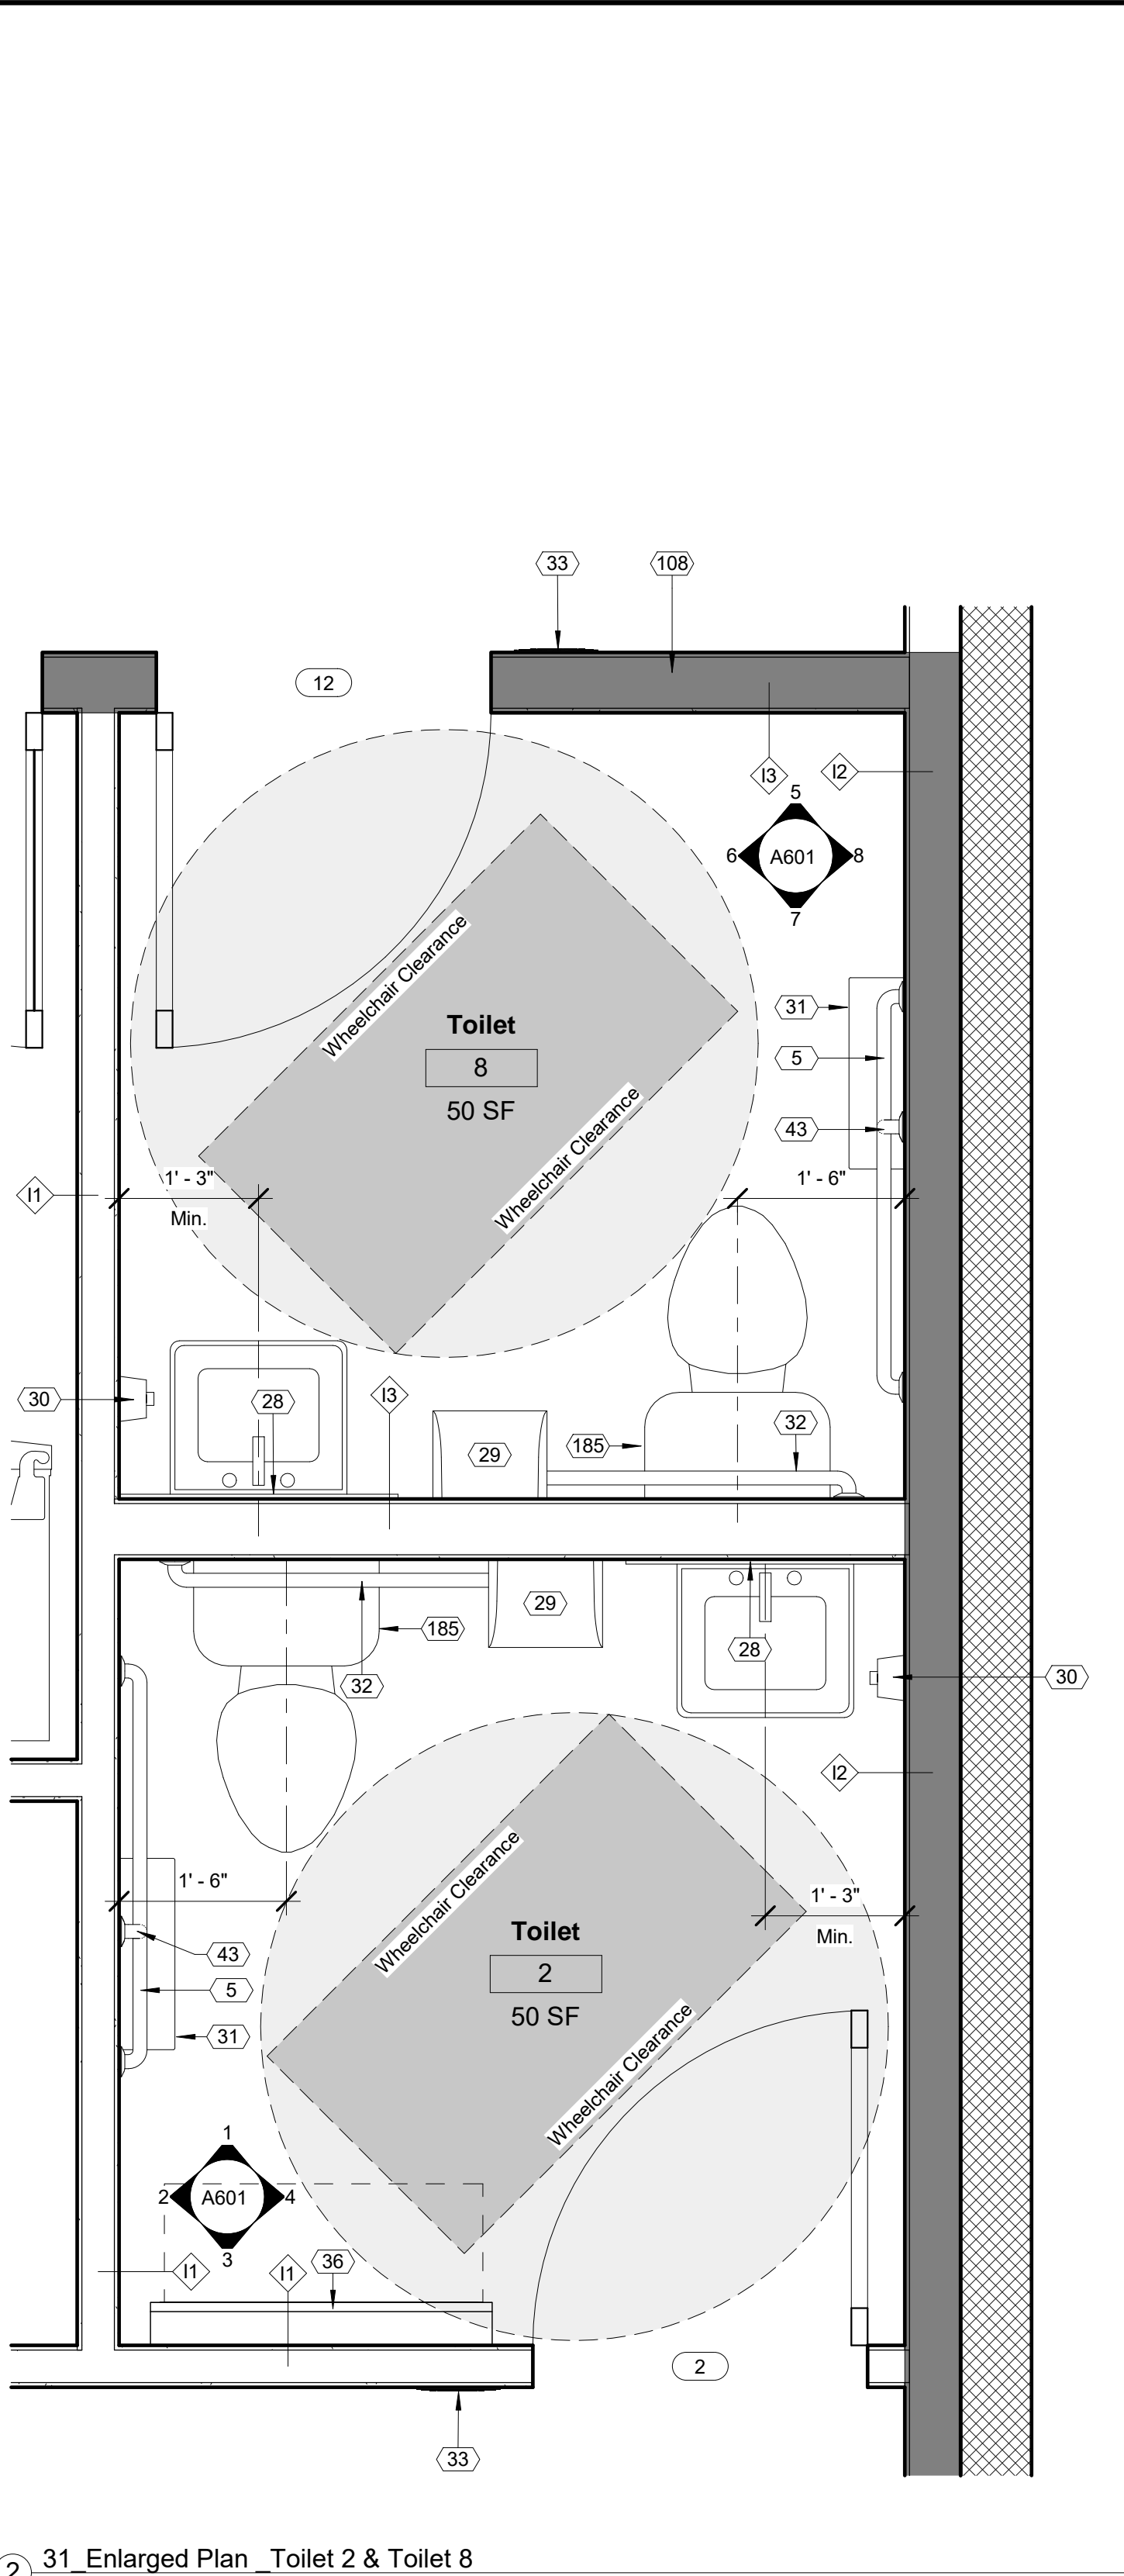 33
108
12
I3
I2
5
6
A601
8
7
Wheelchair Clearance
31
Toilet
5
8
50 SF
43
Wheelchair Clearance
1' - 3"
1' - 6"
I1
Min.
30
28
I3
32
185
29
29
185
28
32
30
I2
1' - 6"
Wheelchair Clearance
1' - 3"
Toilet
Min.
43
2
5
50 SF
31
Wheelchair Clearance
1
2
A601
4
3
I1
I1
36
2
33
2
31_Enlarged Plan _Toilet 2 & Toilet 8